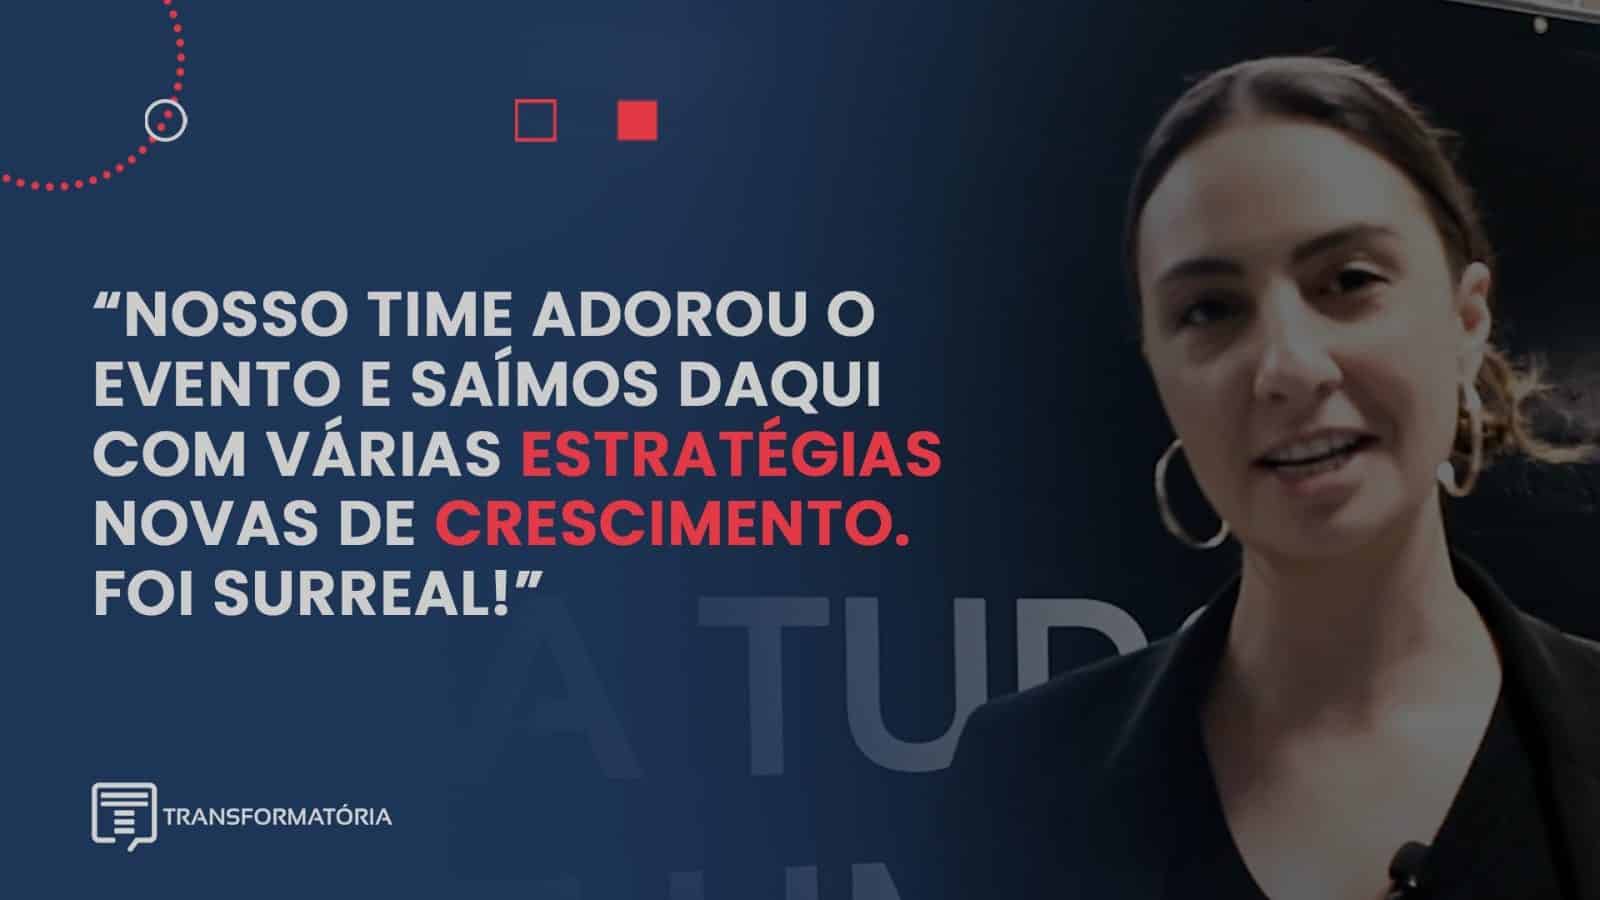 “NOSSO TIME ADOROU O
EVENTO E SAÍMOS DAQUI
COM VÁRIAS ESTRATÉGIAS
NOVAS DE CRESCIMENTO.
FOI SURREAL!”
A
TRANSFORMATÓRIA